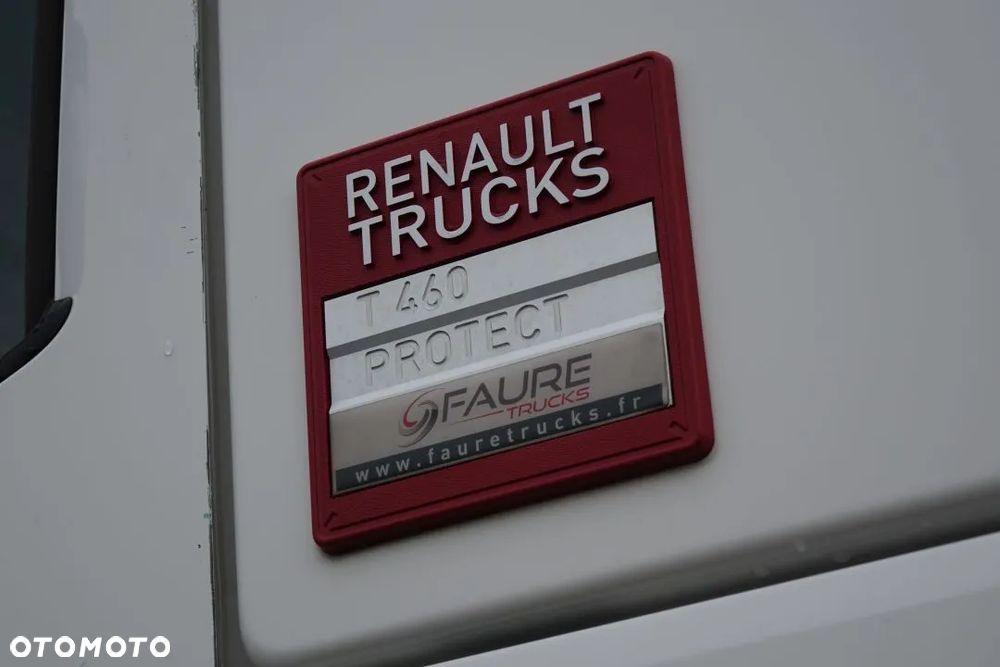 RENAULT
TRUCKS
T 460
PROTECT
FAURE
TRUCKS
www.fauretrucks.fr
OTOMOTO